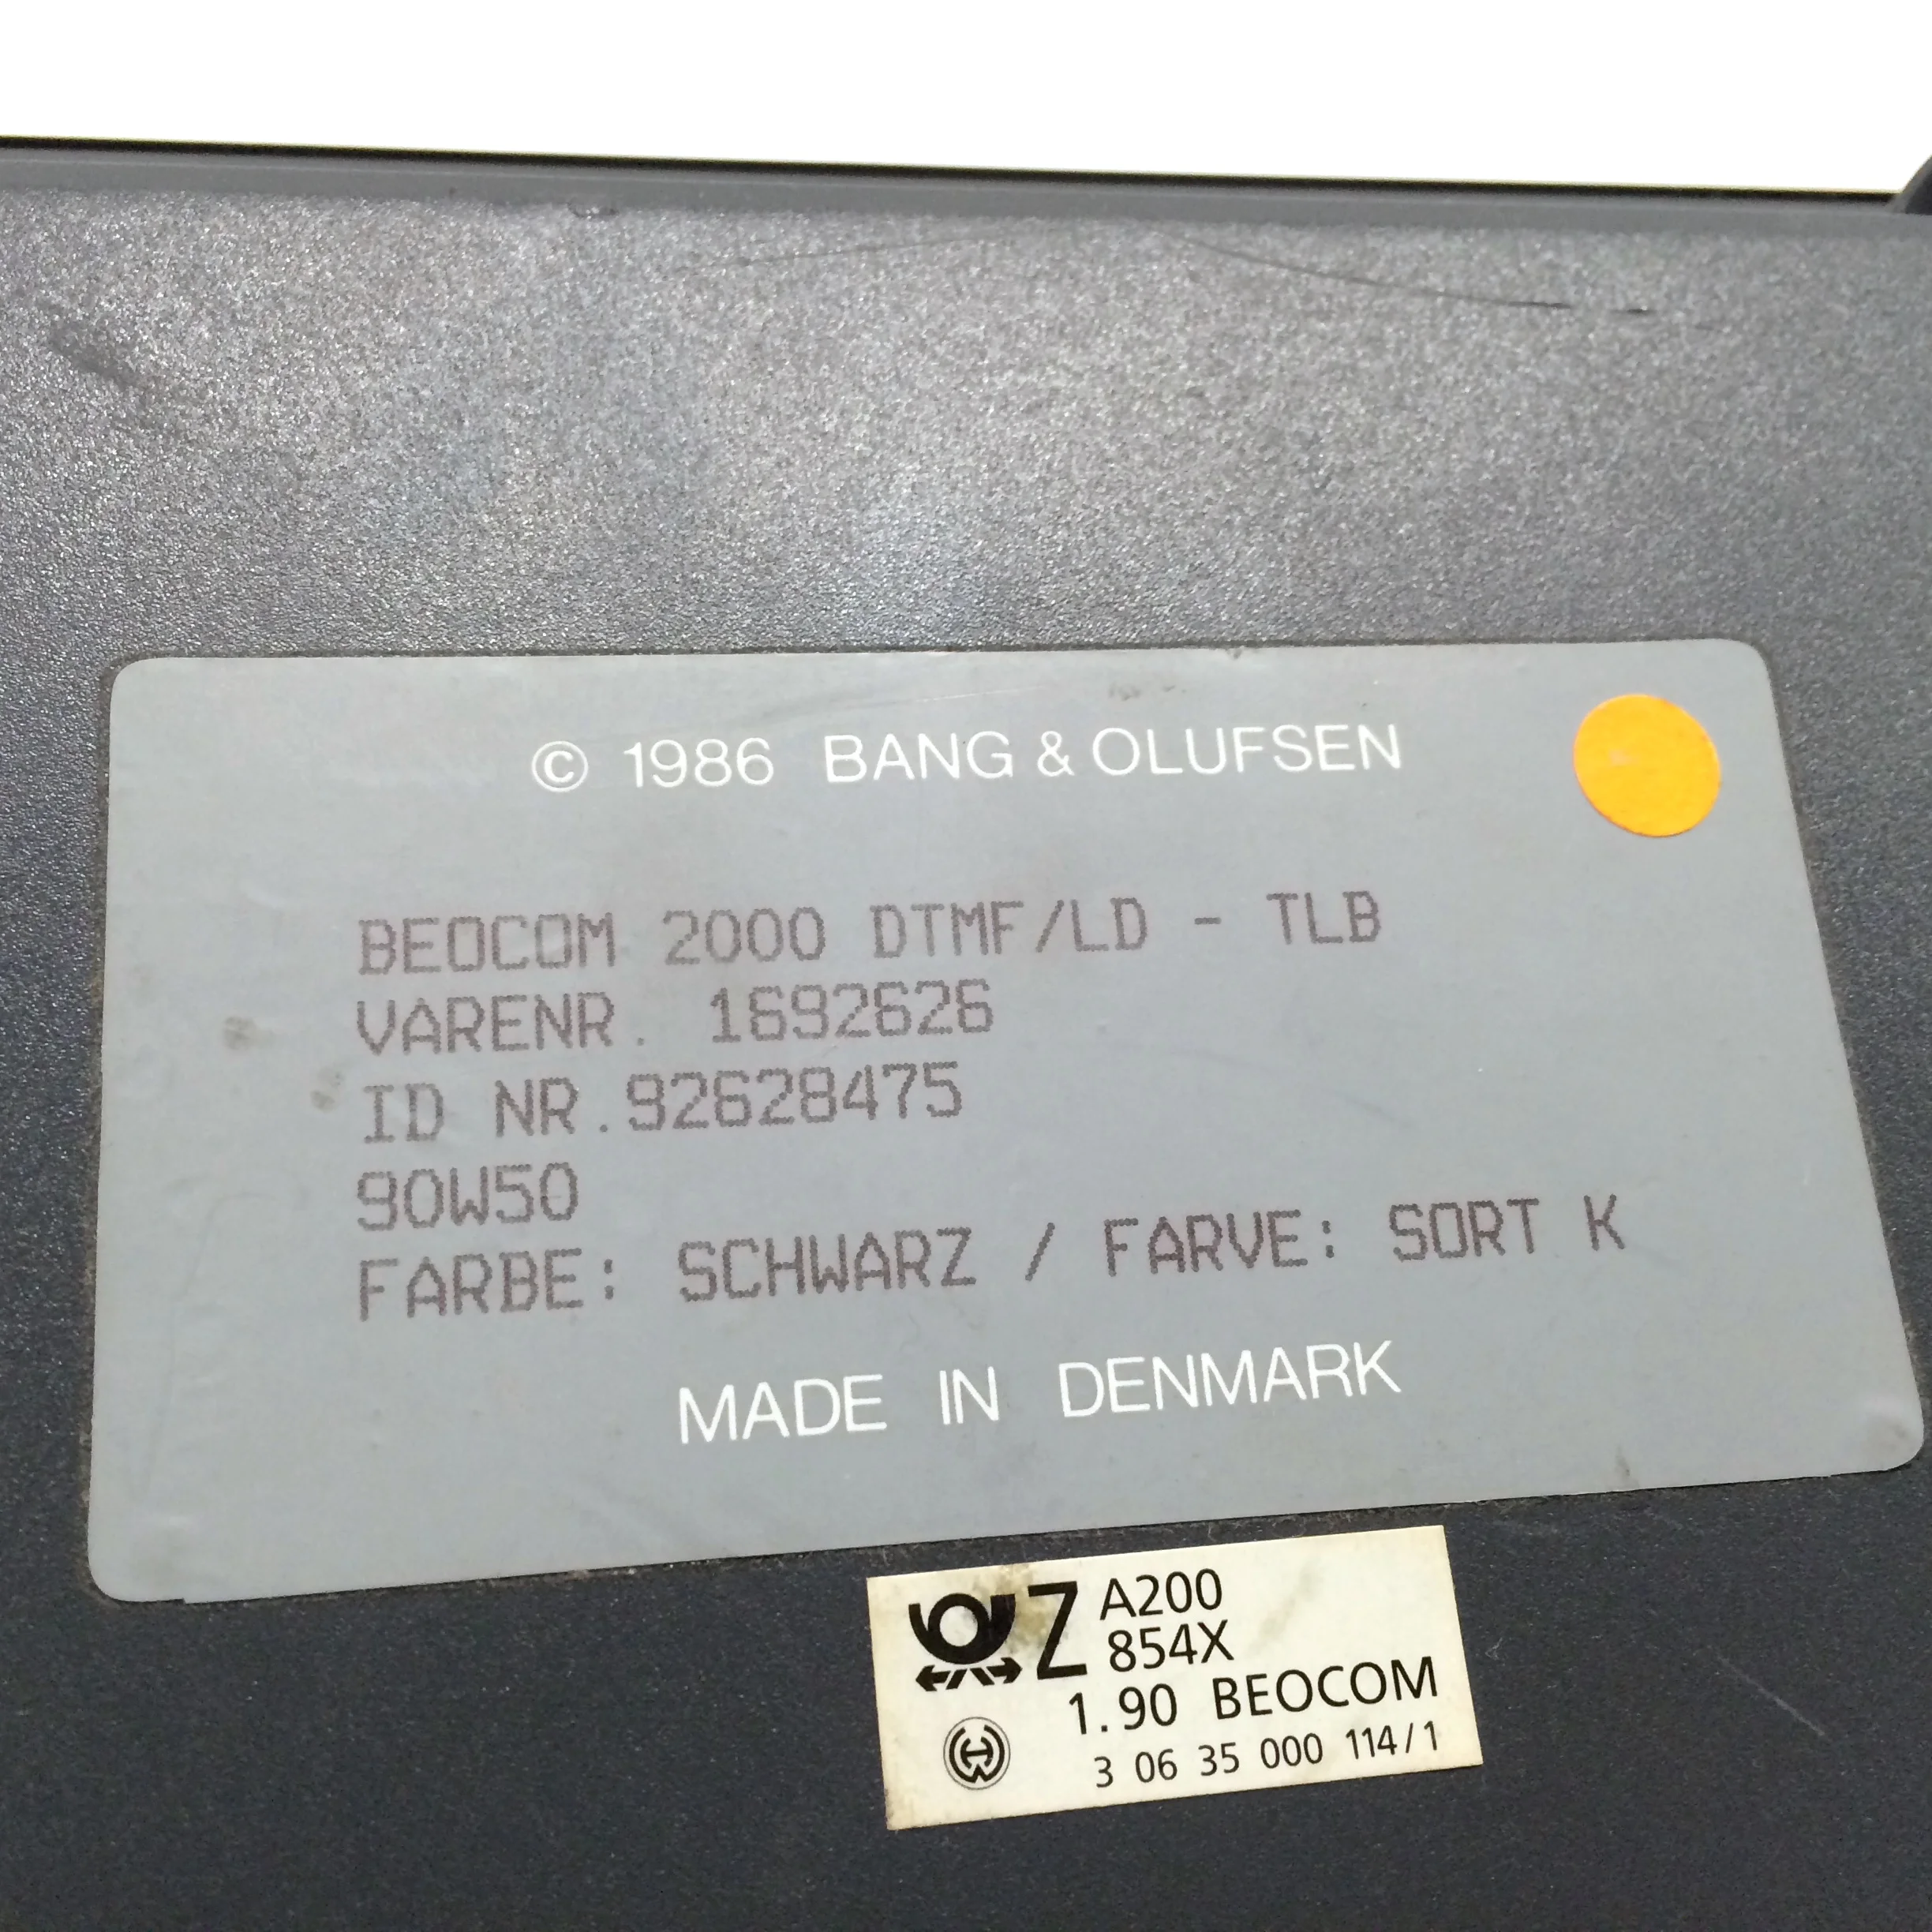 © 1986 BANG & OLUFSEN
BEOCOM 2000 DTMF/LD - TLB
VARENR. 1692626
ID NR.92628475
90W50
FARBE: SCHWARZ / FARVE: SORT K
MADE IN DENMARK
Z A200
854X
1.90 BEOCOM
3 06 35 000 114/1